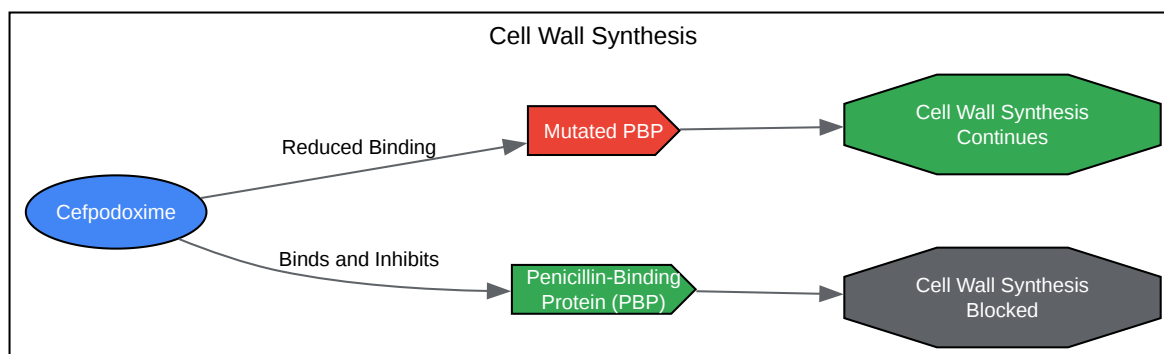 Cell Wall Synthesis
Reduced Binding
Mutated PBP
Cell Wall Synthesis
Continues
Cefpodoxime
Binds and Inhibits
Penicillin-Binding
Protein (PBP)
Cell Wall Synthesis
Blocked